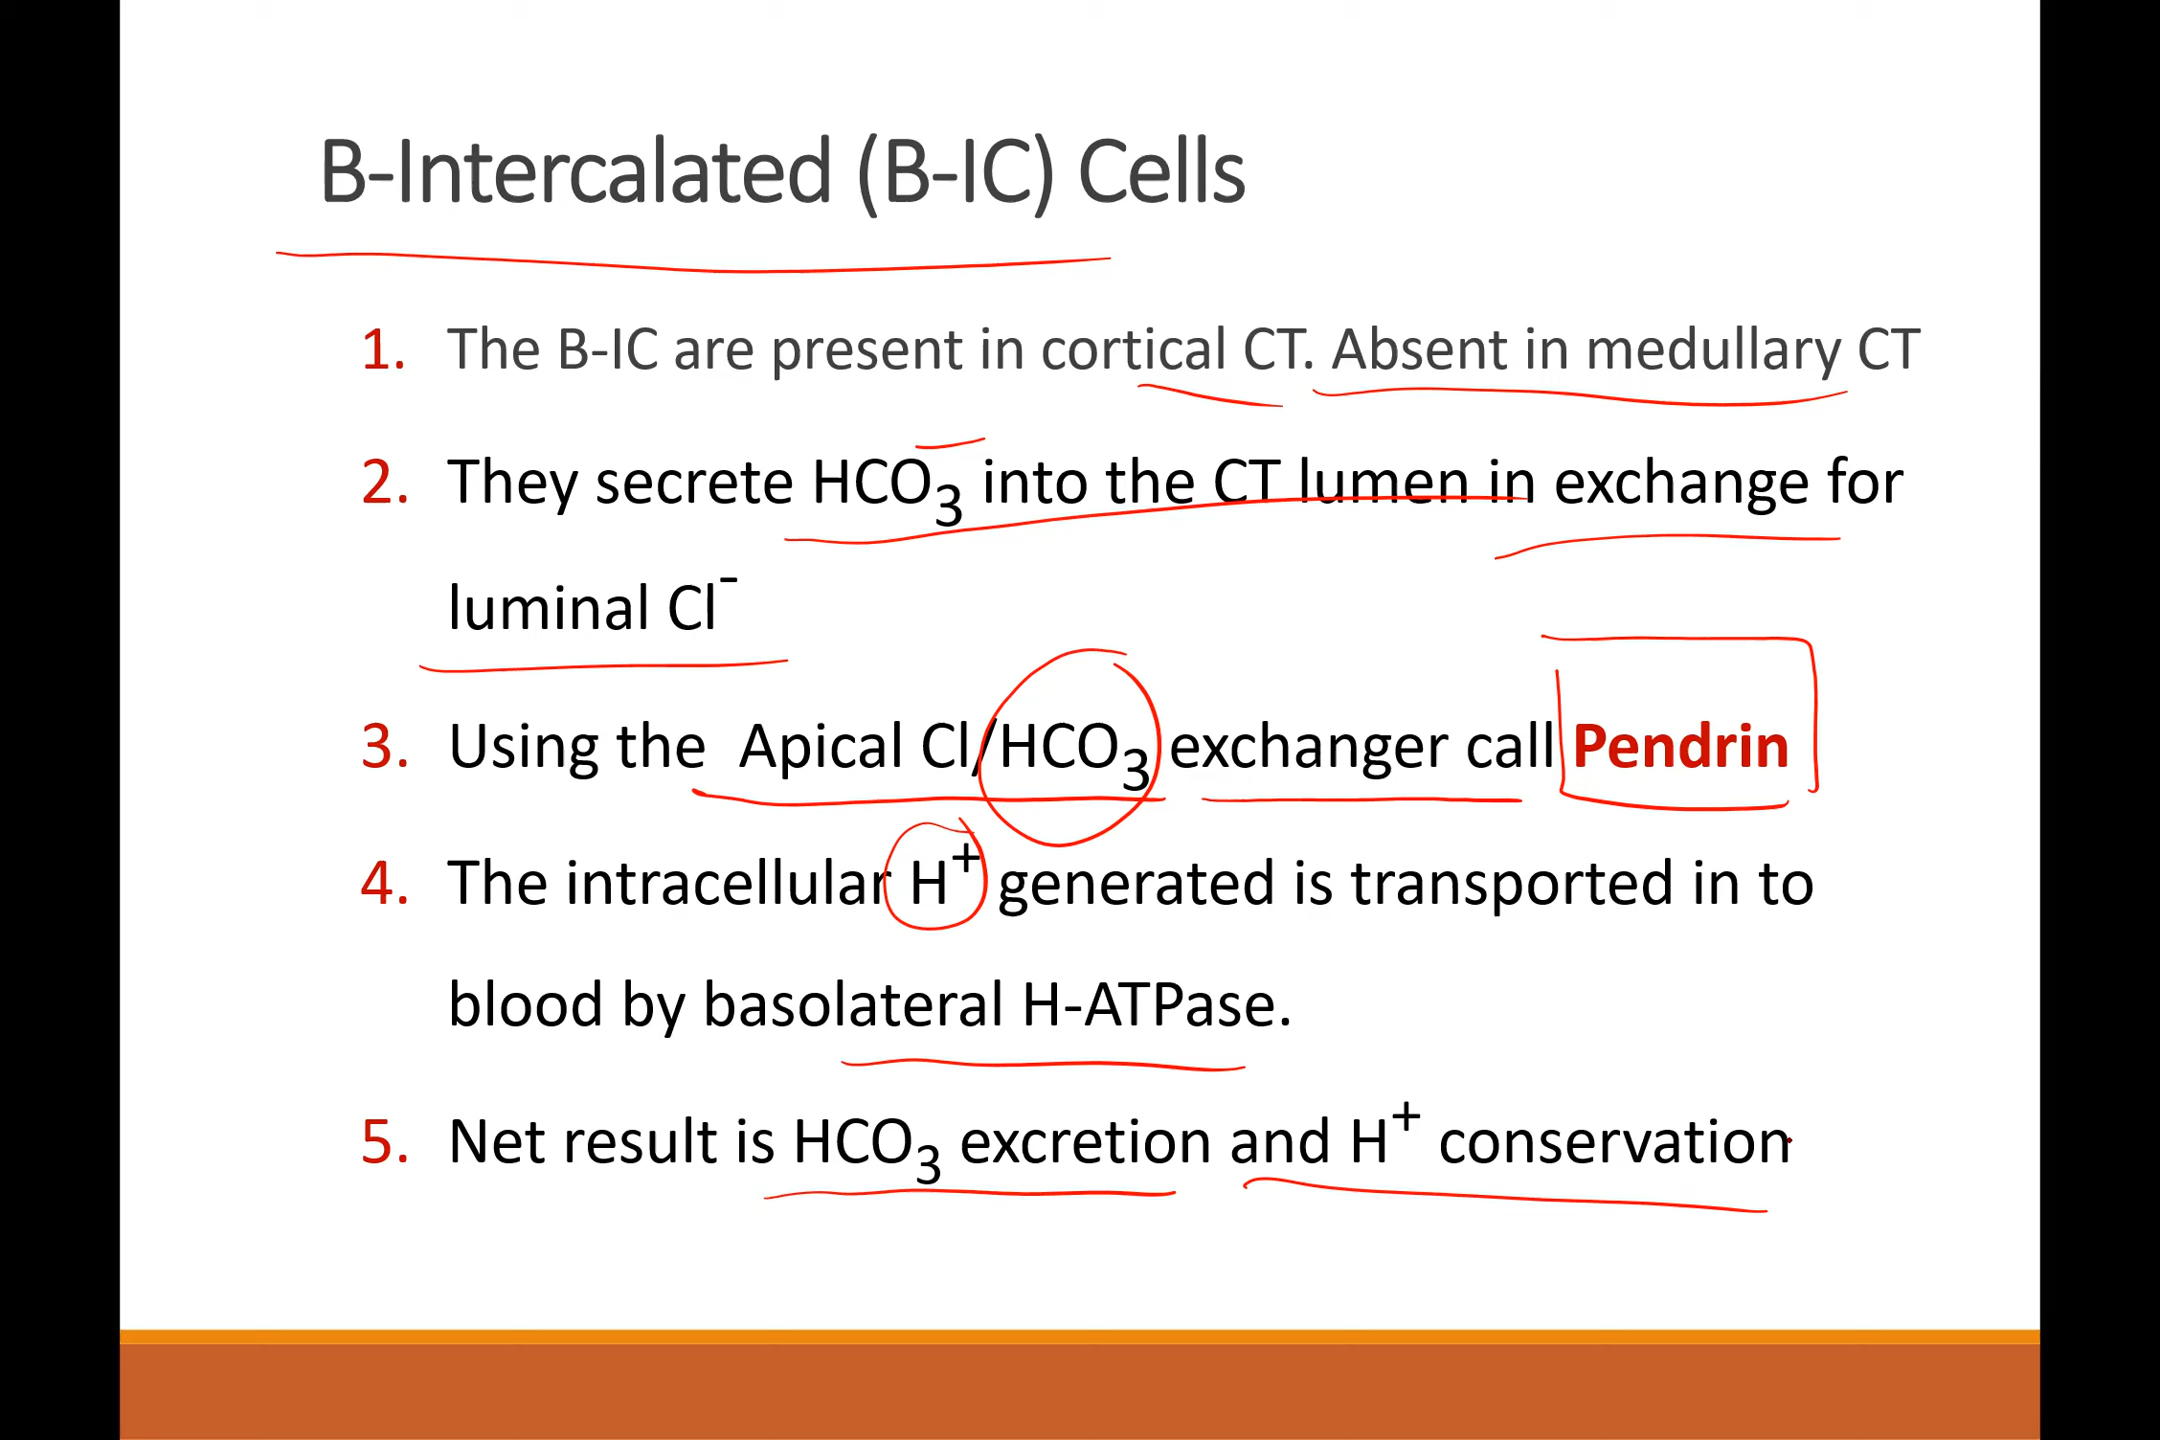 B-Intercalated (B-IC) Cells
1. The B-IC are present in cortical CT. Absent in medullary CT
2. They secrete HCO₃ into the CT lumen in exchange for
luminal Cl⁻
3. Using the Apical Cl/HCO₃ exchanger call Pendrin
4. The intracellular H⁺ generated is transported in to
blood by basolateral H-ATPase.
5. Net result is HCO₃ excretion and H⁺ conservation